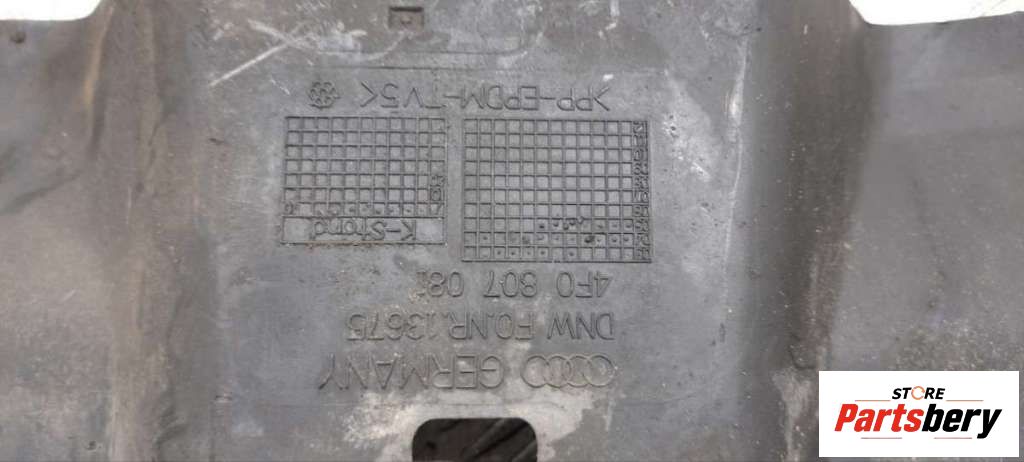 GERMANY
DNW FO.NR.13675
4F0 807 081
K-Stand
>PP-EPDM-TV5<
STORE
Partsbery